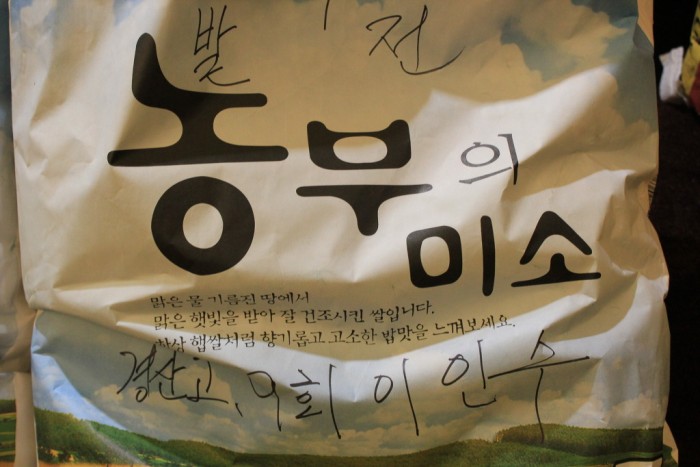 발 전
농부의
미소
맑은 물 기름진 땅에서
맑은 햇빛을 받아 잘 건조시킨 쌀입니다.
항상 햅쌀처럼 향기롭고 고소한 밥맛을 느껴보세요.
경산고, 9회 이인수